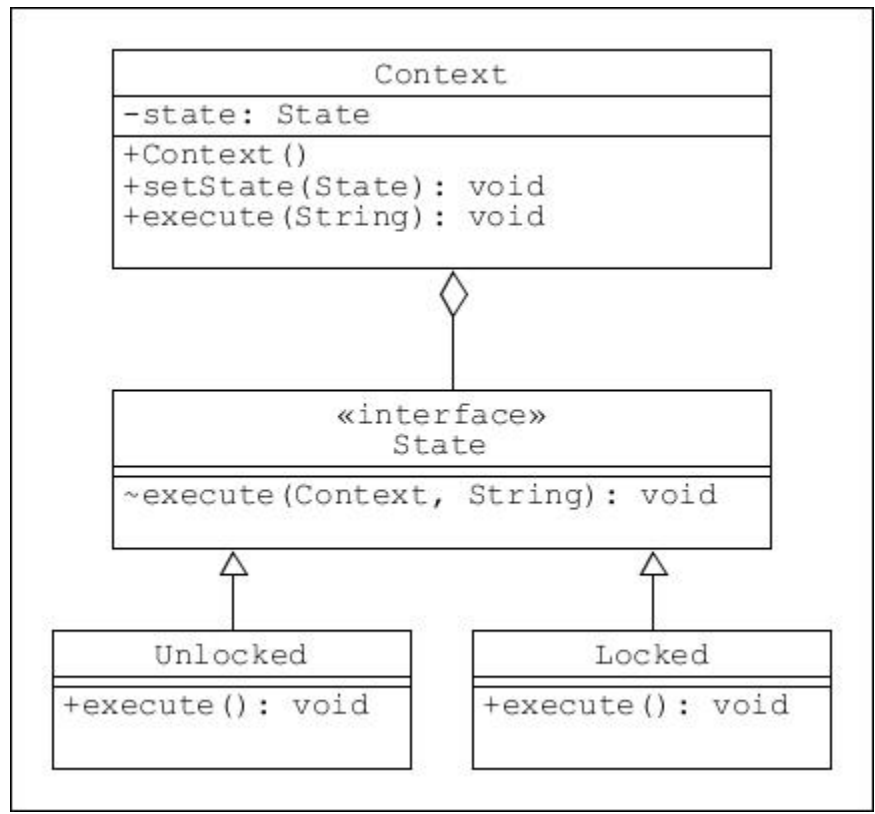 Context
-state: State
+Context()
+setState(State): void
+execute(String): void
«interface»
State
~execute(Context, String): void
Unlocked
+execute(): void
Locked
+execute(): void